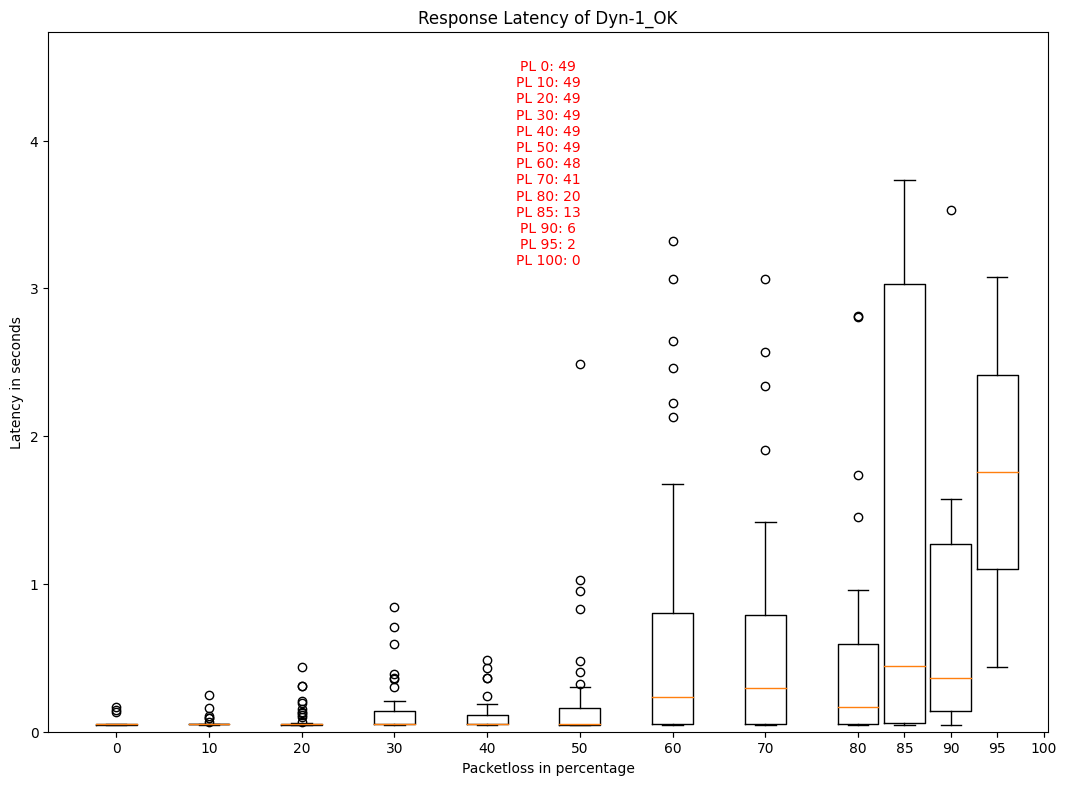 Response Latency of Dyn-1_OK
PL 0: 49
PL 10: 49
PL 20: 49
PL 30: 49
PL 40: 49
PL 50: 49
PL 60: 48
PL 70: 41
PL 80: 20
PL 85: 13
PL 90: 6
PL 95: 2
PL 100: 0
4
3
2
1
0
Latency in seconds
0 10 20 30 40 50 60 70 80 85 90 95 100
Packetloss in percentage